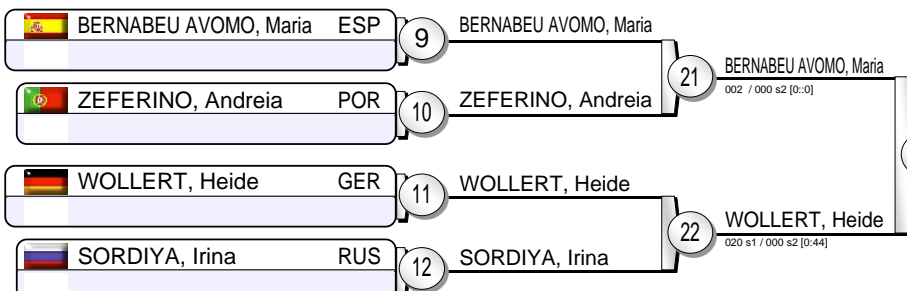 BERNABEU AVOMO, Maria ESP 9 BERNABEU AVOMO, Maria
21 BERNABEU AVOMO, Maria
002 / 000 s2 [0::0]
ZEFERINO, Andreia POR 10 ZEFERINO, Andreia
WOLLERT, Heide GER 11 WOLLERT, Heide
22 WOLLERT, Heide
020 s1 / 000 s2 [0:44]
SORDIYA, Irina RUS 12 SORDIYA, Irina